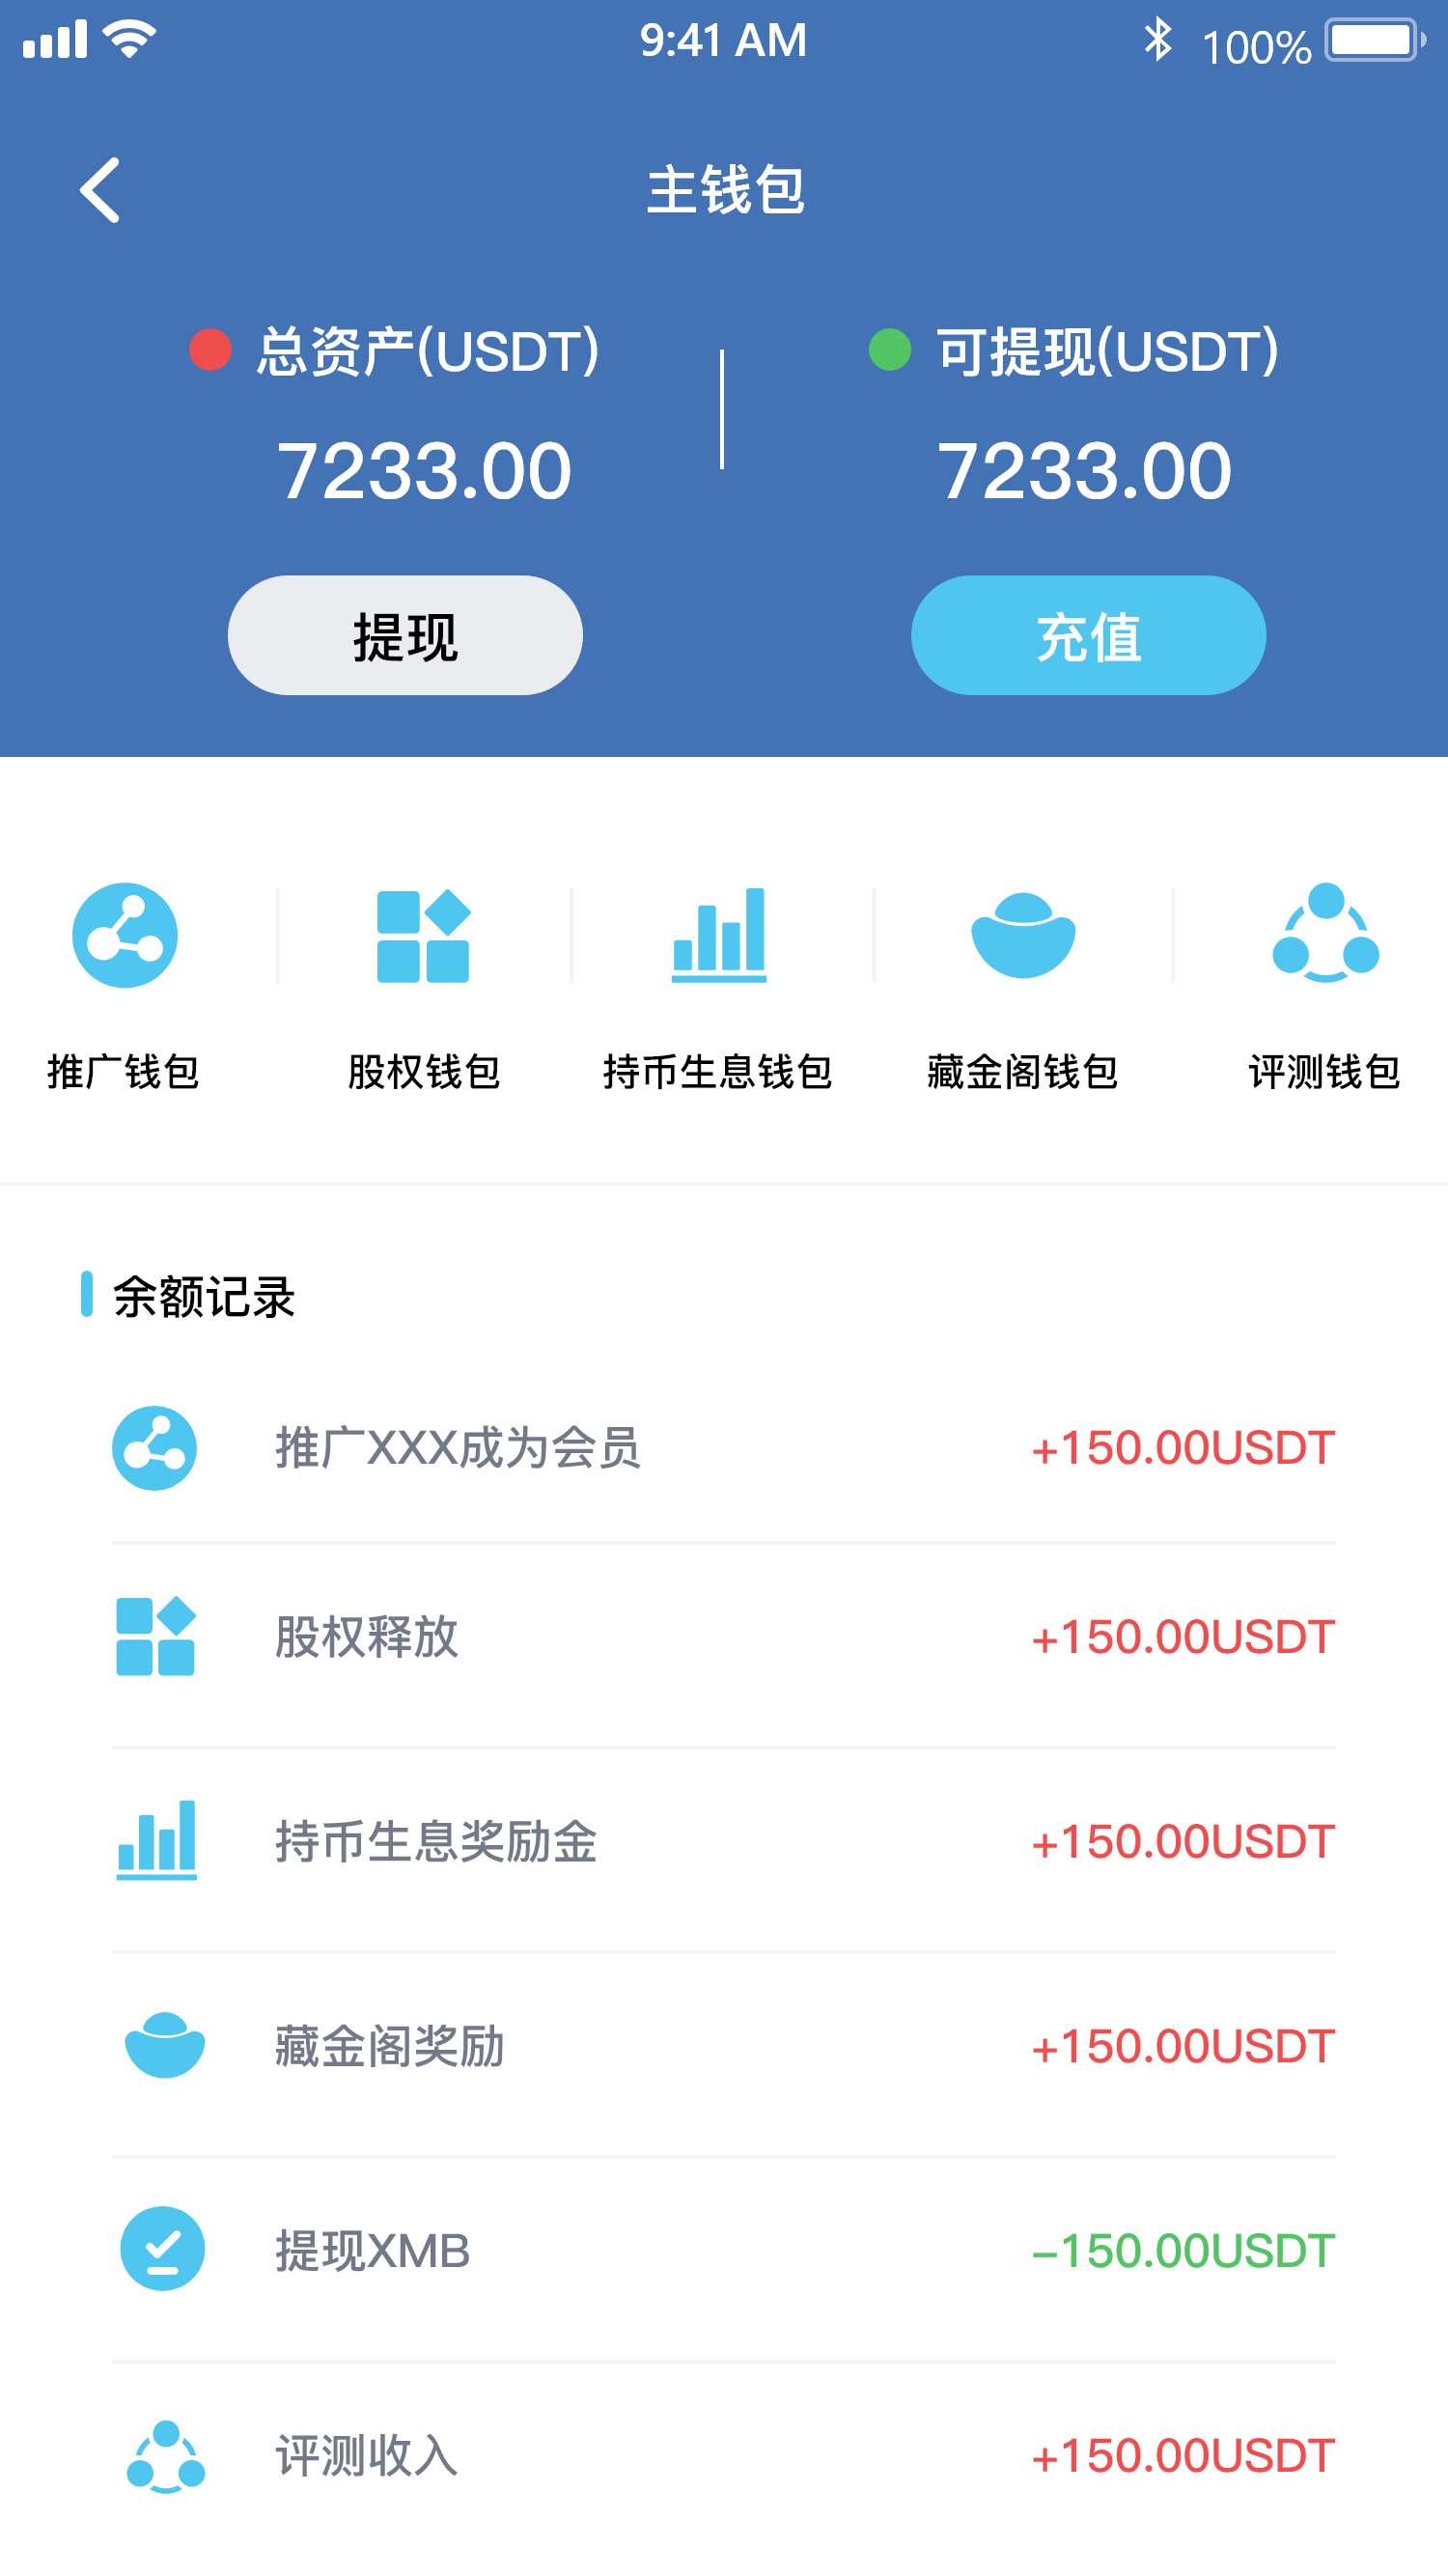 9:41 AM
100%
主钱包
总资产(USDT)
可提现(USDT)
7233.00
7233.00
提现
充值
推广钱包
股权钱包
持币生息钱包
藏金阁钱包
评测钱包
余额记录
推广XXX成为会员
+150.00USDT
股权释放
+150.00USDT
持币生息奖励金
+150.00USDT
藏金阁奖励
+150.00USDT
提现XMB
-150.00USDT
评测收入
+150.00USDT